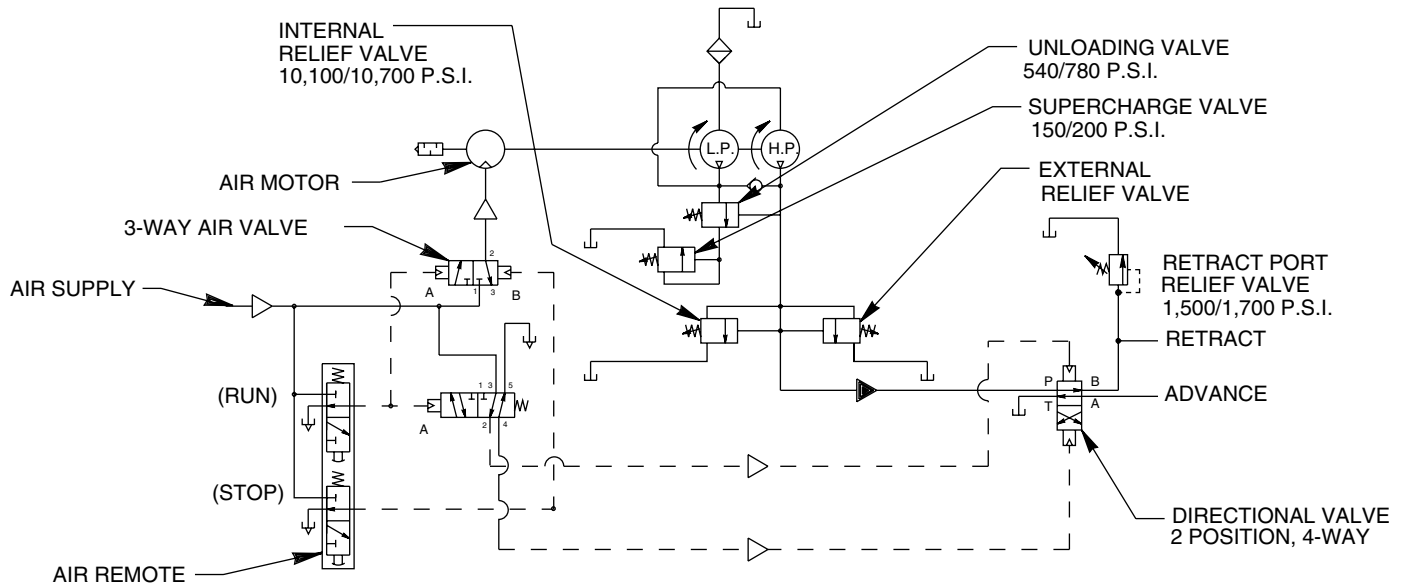 INTERNAL
RELIEF VALVE
10,100/10,700 P.S.I.
UNLOADING VALVE
540/780 P.S.I.
SUPERCHARGE VALVE
150/200 P.S.I.
L.P.
H.P.
AIR MOTOR
EXTERNAL
RELIEF VALVE
3-WAY AIR VALVE
2
A
1
3
B
AIR SUPPLY
RETRACT PORT
RELIEF VALVE
1,500/1,700 P.S.I.
RETRACT
(RUN)
1
3
5
A
2
4
P
B
T
A
ADVANCE
(STOP)
DIRECTIONAL VALVE
2 POSITION, 4-WAY
AIR REMOTE